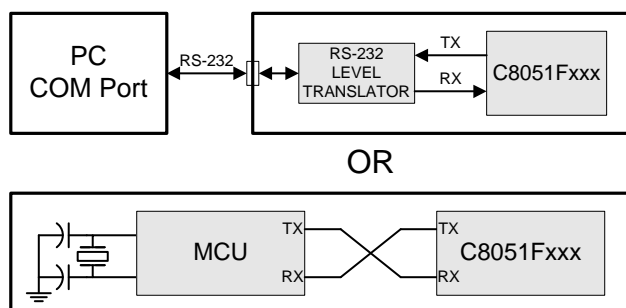 PC
COM Port
RS-232
RS-232
LEVEL
TRANSLATOR
TX
RX
C8051Fxxx
OR
MCU
TX
RX
TX
RX
C8051Fxxx